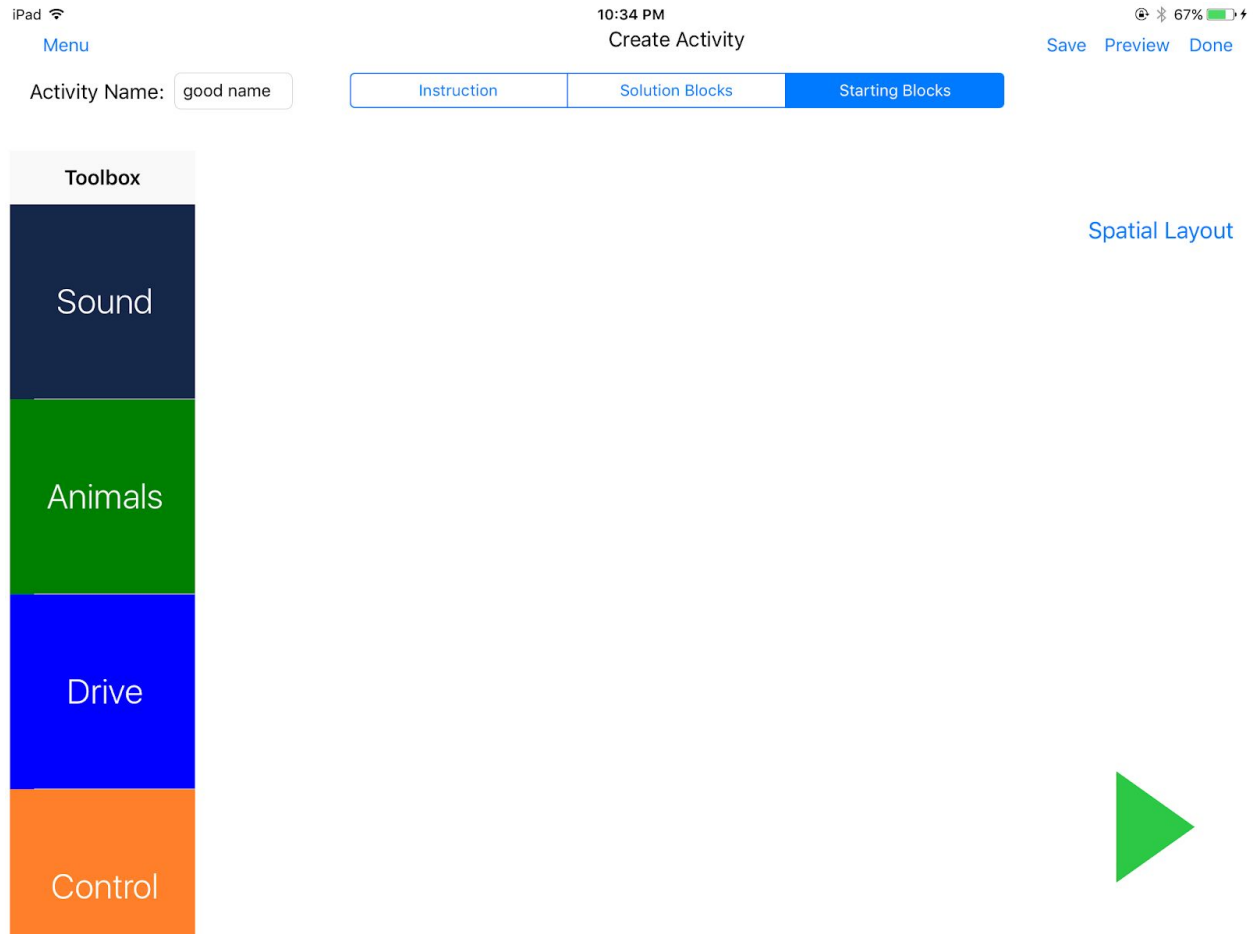 iPad 10:34 PM 67%
Create Activity
Menu Save Preview Done
Activity Name: good name Instruction Solution Blocks Starting Blocks
Toolbox
Spatial Layout
Sound
Animals
Drive
Control